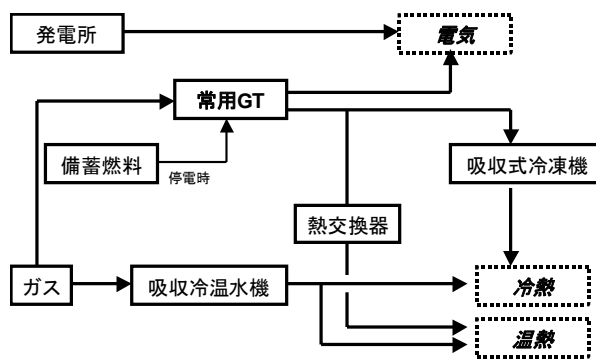 発電所
電気
常用GT
備蓄燃料
停電時
吸収式冷凍機
熱交換器
ガス
吸収冷温水機
冷熱
温熱